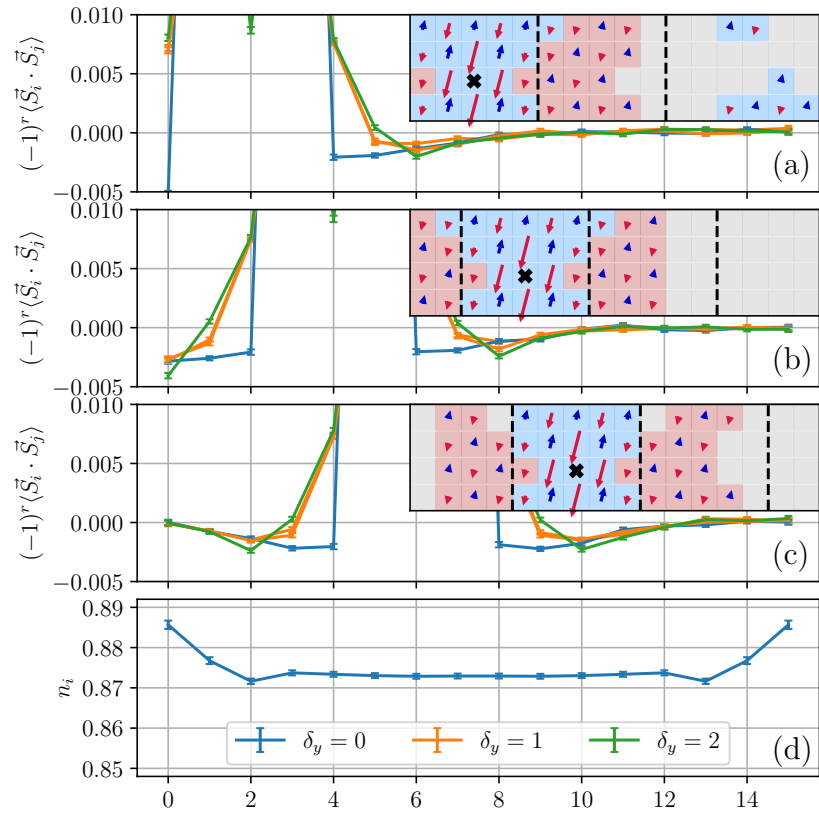 0.010
0.005
0.000
−0.005
(−1)^r⟨S⃗_i · S⃗_j⟩
(a)
0.010
0.005
0.000
−0.005
(−1)^r⟨S⃗_i · S⃗_j⟩
(b)
0.010
0.005
0.000
−0.005
(−1)^r⟨S⃗_i · S⃗_j⟩
(c)
0.89
0.88
0.87
0.86
0.85
n_i
δ_y = 0 δ_y = 1 δ_y = 2
(d)
0 2 4 6 8 10 12 14